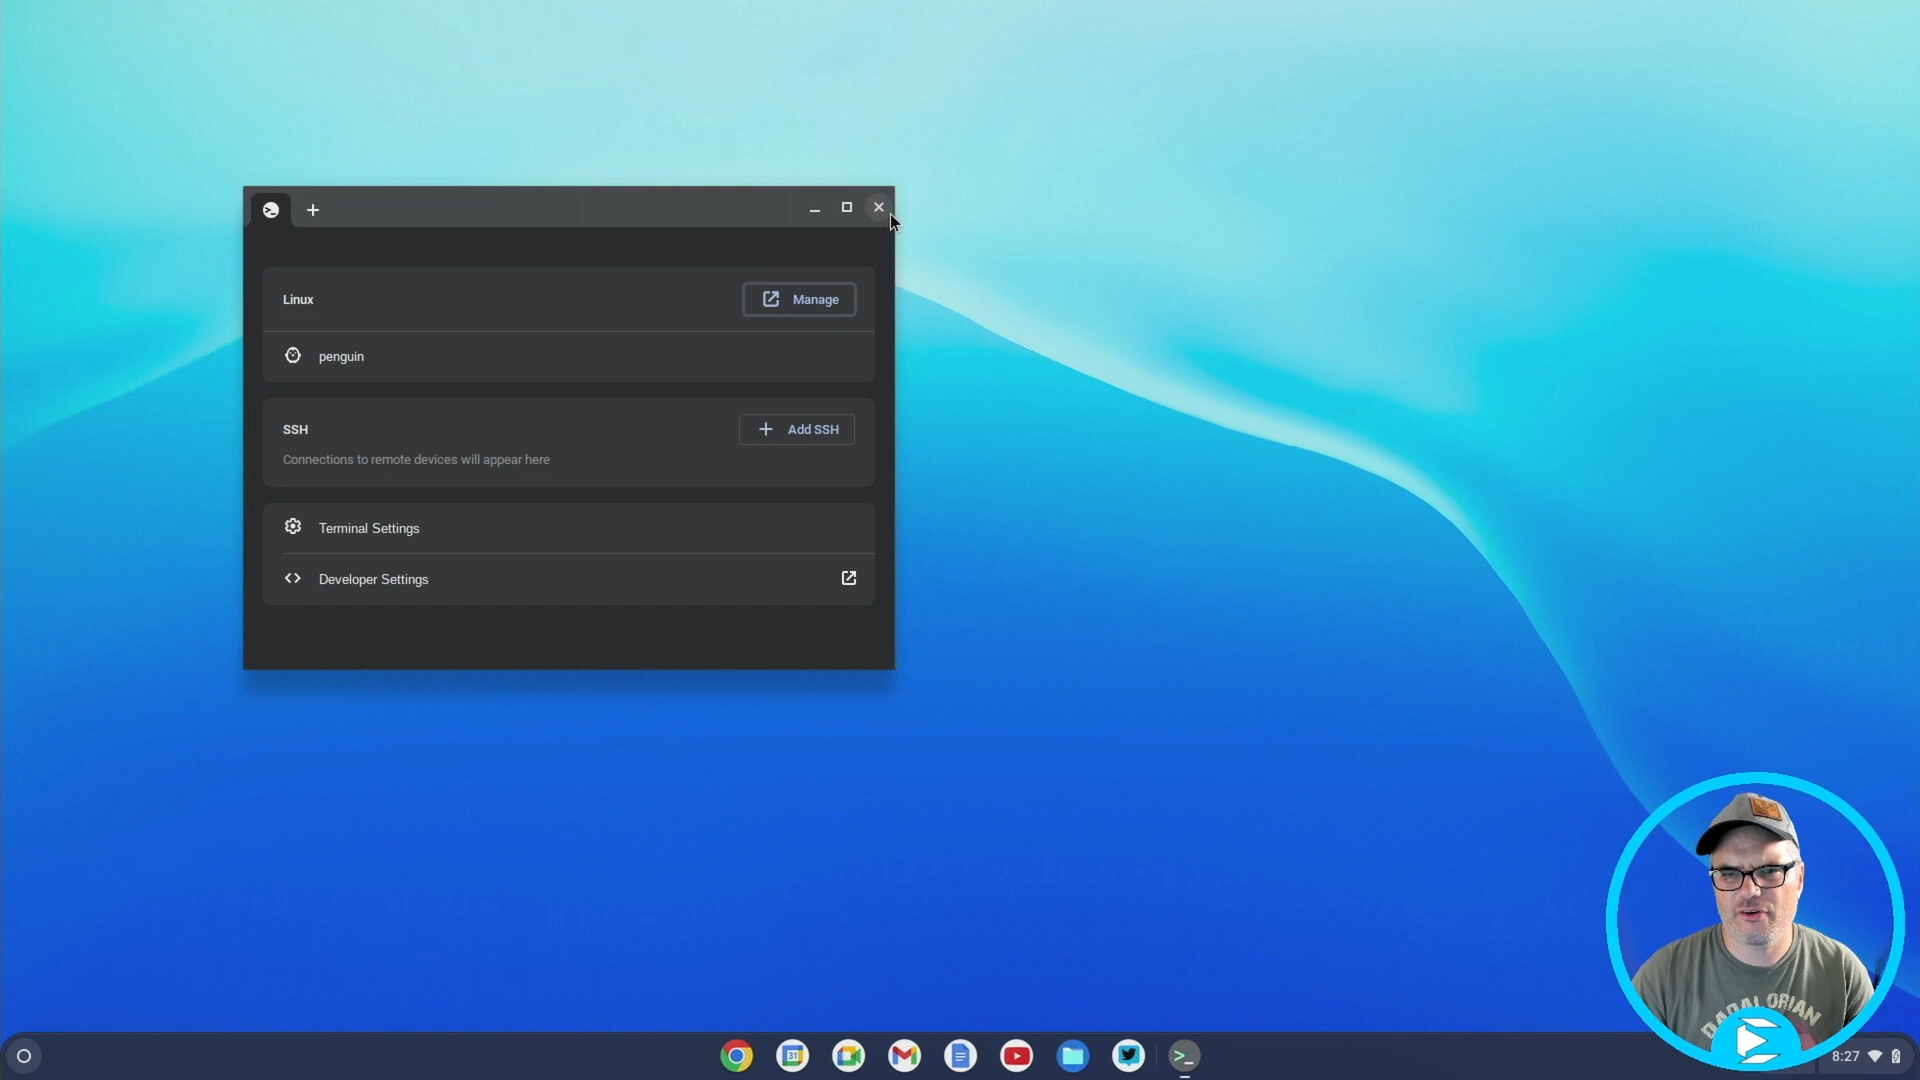 Linux
Manage
penguin
SSH
Add SSH
Connections to remote devices will appear here
Terminal Settings
Developer Settings
31
8:27